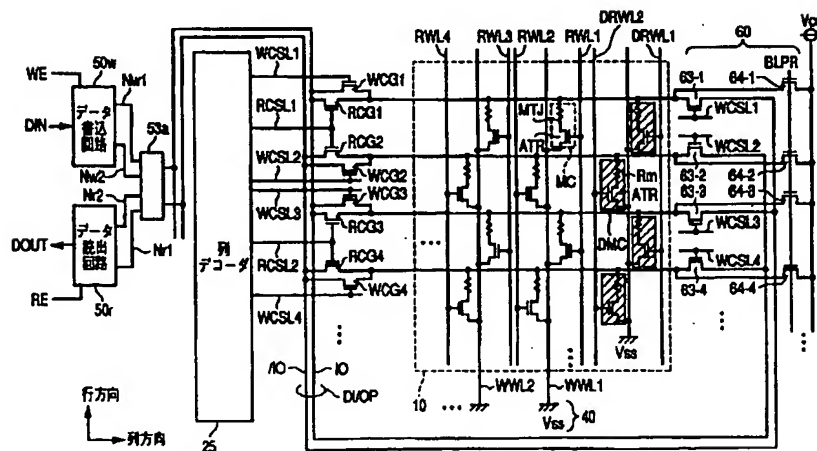 RWL4
RWL3
RWL2
RWL1
DRWL2
DRWL1
60
BLPR
WE
50w
Nw1
データ
書込
回路
DIN
53a
Nw2
Nr2
DOUT
データ
読出
回路
Nr1
RE
50r
列
デコーダ
25
WCSL1
RCSL1
WCSL2
WCSL3
RCSL2
WCSL4
WCG1
RCG1
RCG2
WCG2
WCG3
RCG3
RCG4
WCG4
MTJ
ATR
MC
Rm
ATR
DMC
63-1
64-1
WCSL1
WCSL2
63-2
64-2
63-3
64-3
WCSL3
WCSL4
63-4
64-4
/IO
IO
DI/OP
10
WWL2
WWL1
Vss
Vss
40
行方向
列方向